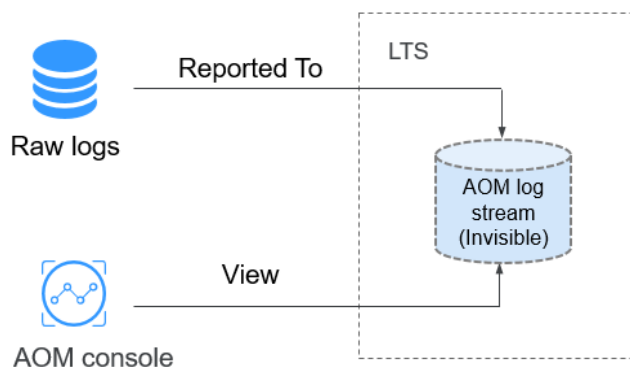 Reported To
LTS
Raw logs
AOM log
stream
(Invisible)
View
AOM console